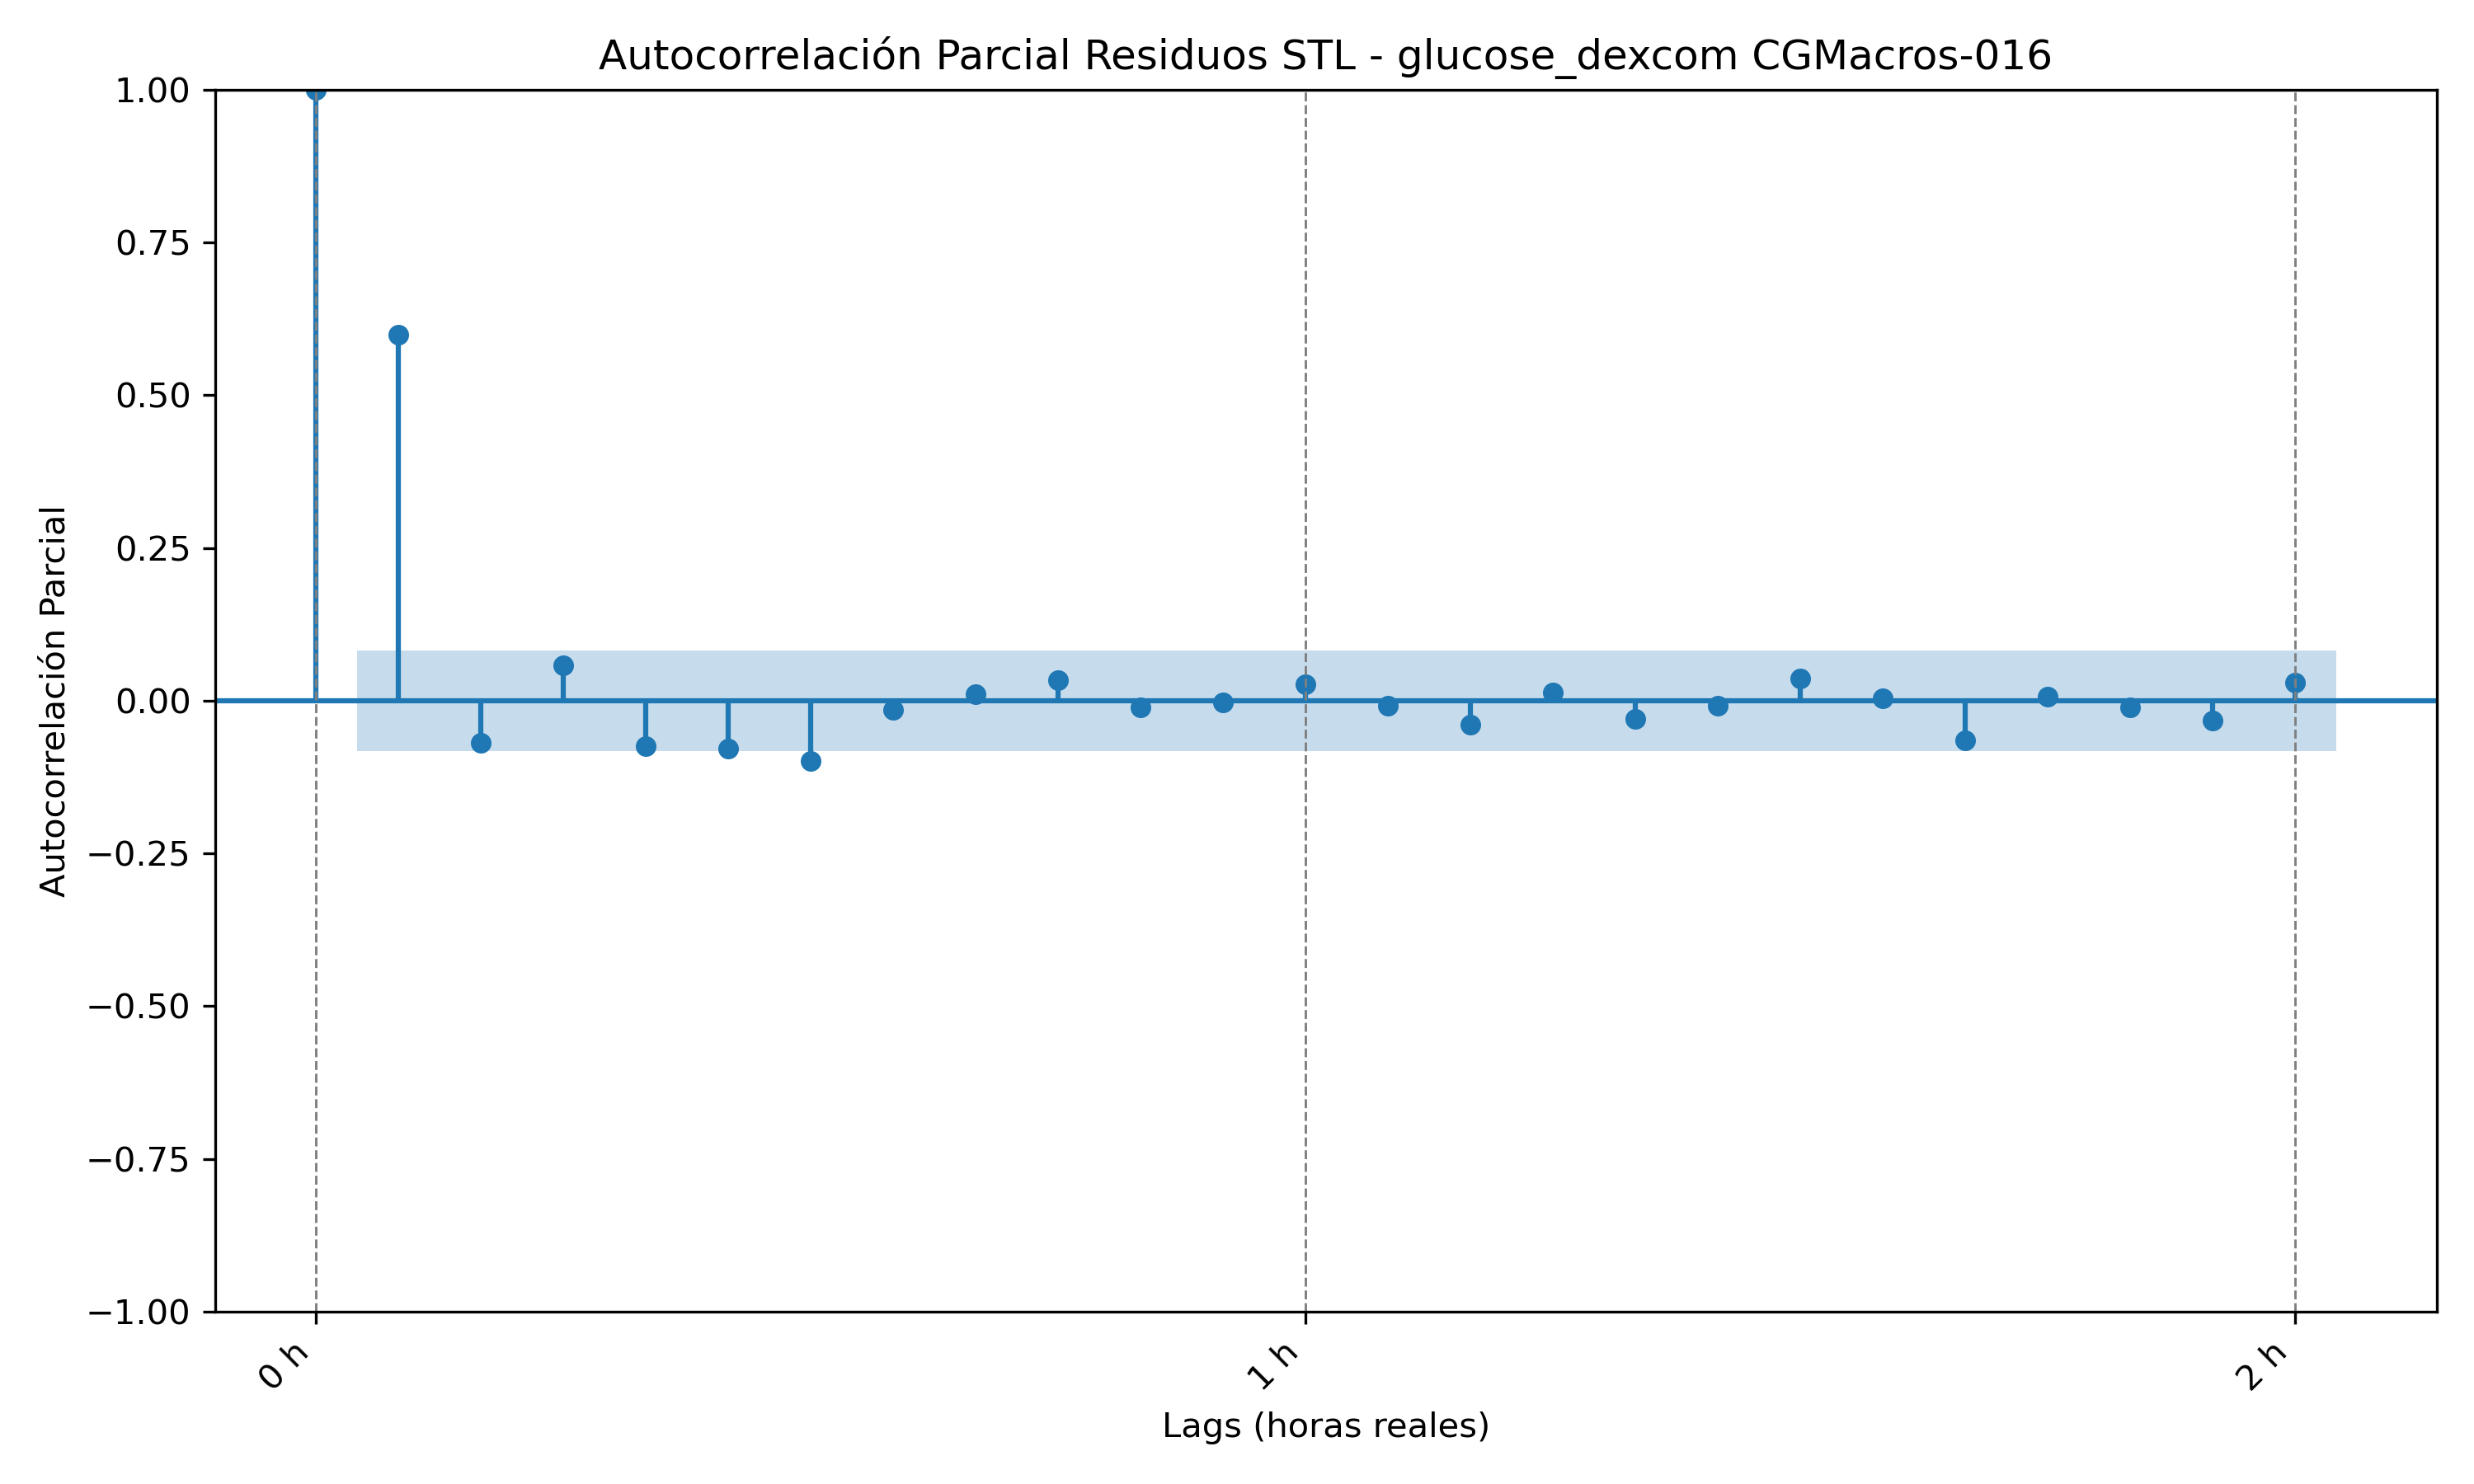 Autocorrelación Parcial Residuos STL - glucose_dexcom CGMacros-016
1.00
0.75
0.50
0.25
0.00
−0.25
−0.50
−0.75
−1.00
Autocorrelación Parcial
0 h
1 h
2 h
Lags (horas reales)